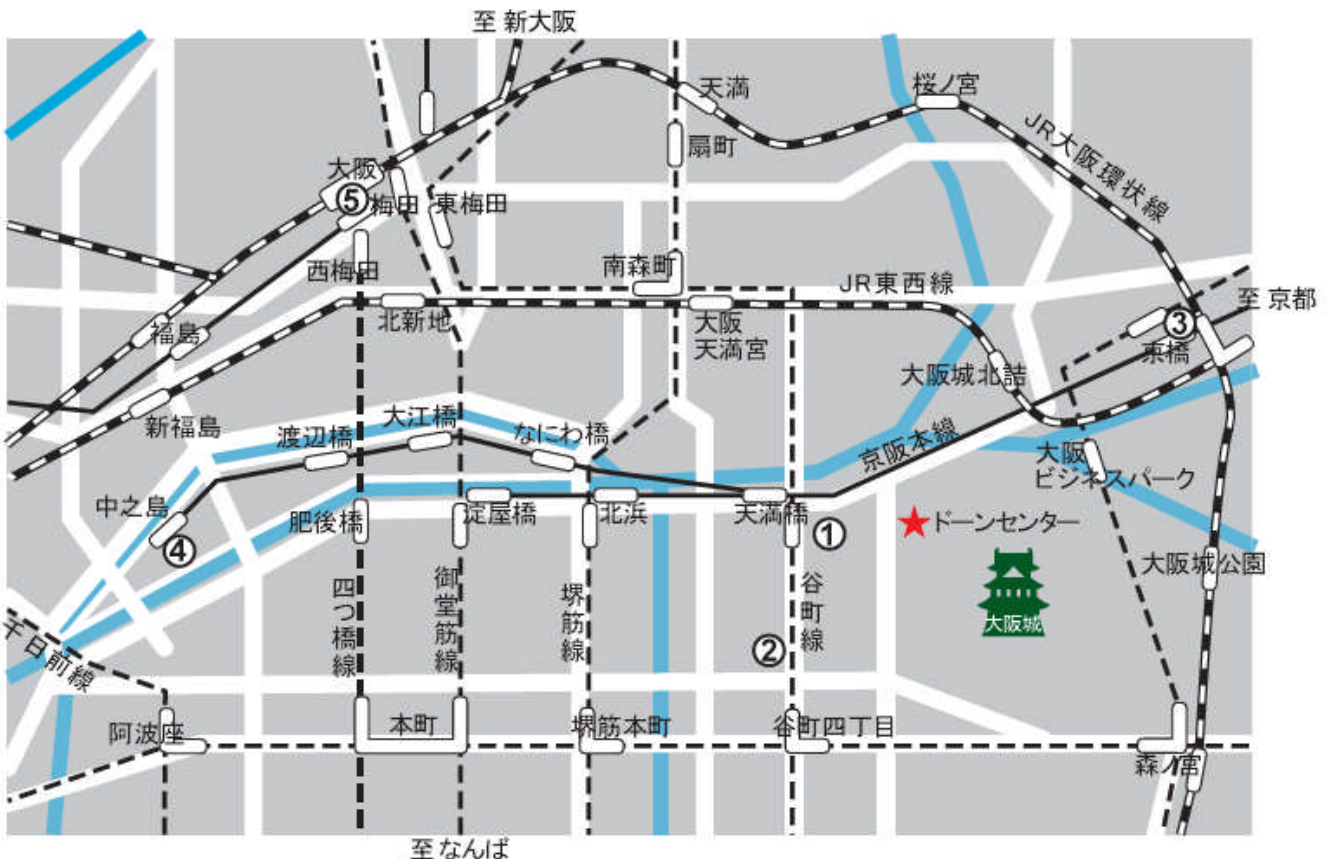 至 新大阪
天満
桜ノ宮
JR大阪環状線
扇町
大阪
⑤
梅田
東梅田
西梅田
南森町
JR東西線
北新地
大阪
天満宮
至 京都
③
京橋
福島
大阪城北詰
新福島
渡辺橋
大江橋
なにわ橋
京阪本線
大阪
ビジネスパーク
中之島
④
肥後橋
淀屋橋
北浜
天満橋
①
ドーンセンター
大阪城公園
四つ橋線
御堂筋線
堺筋線
谷町線
大阪城
②
千日前線
阿波座
本町
堺筋本町
谷町四丁目
森ノ宮
至 なんば